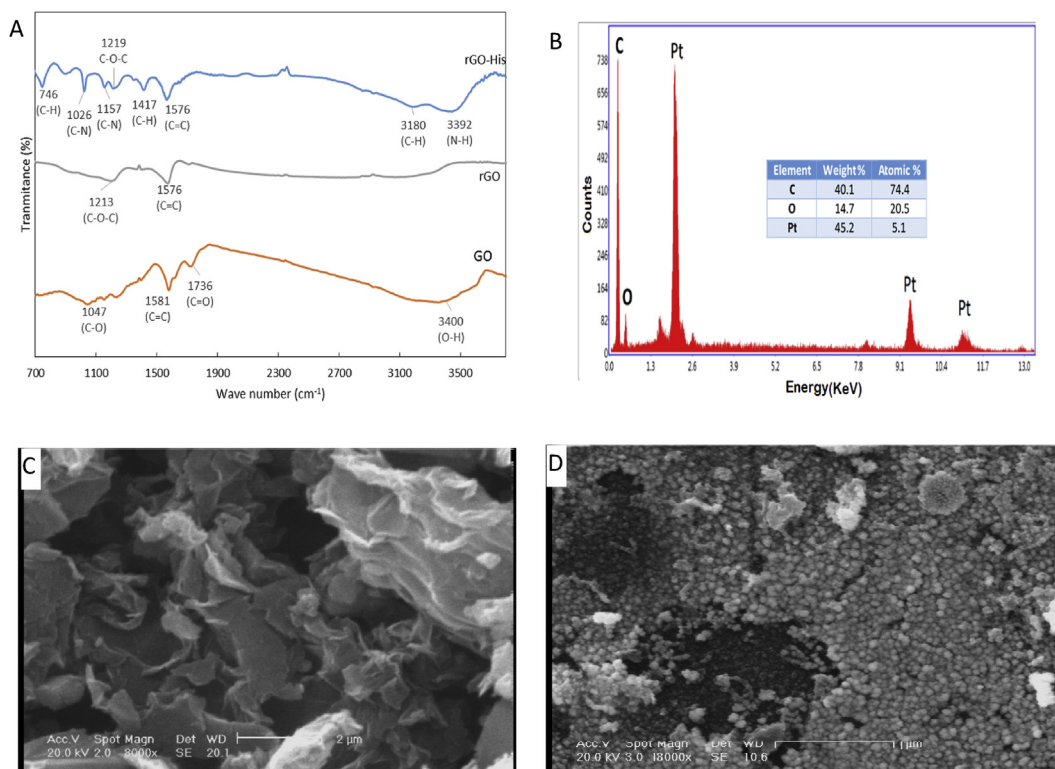 A
Tranmitance (%)
1219
C-O-C
rGO-His
746
(C-H)
1026
(C-N)
1157
(C-N)
1417
(C-H)
1576
(C=C)
3180
(C-H)
3392
(N-H)
rGO
1213
(C-O-C)
1576
(C=C)
GO
1047
(C-O)
1581
(C=C)
1736
(C=O)
3400
(O-H)
700 1100 1500 1900 2300 2700 3100 3500
Wave number (cm-1)
B
Counts
738
656
574
492
410
328
246
164
82
0
C
O
Pt
Pt
Pt
Element Weight% Atomic %
C 40.1 74.4
O 14.7 20.5
Pt 45.2 5.1
0.0 1.3 2.6 3.9 5.2 6.5 7.8 9.1 10.4 11.7 13.0
Energy(KeV)
C
Acc.V Spot Magn Det WD
20.0 kV 2.0 8000x SE 20.1
2 µm
D
Acc.V Spot Magn Det WD
20.0 kV 3.0 18000x SE 10.6
1 µm